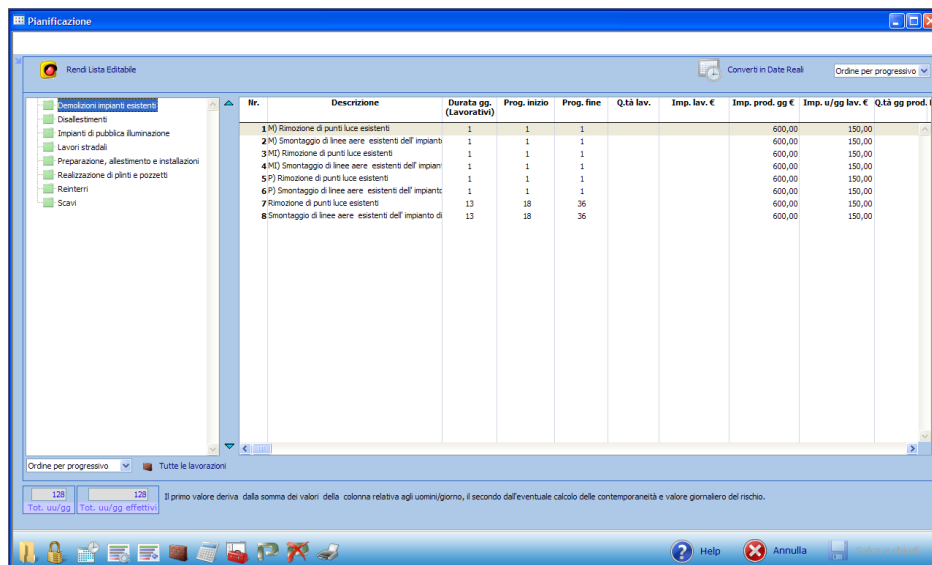 Pianificazione
Rendi Lista Editabile
Converti in Date Reali
Ordine per progressivo
Demolizioni impianti esistenti
Disallestimenti
Impianti di pubblica illuminazione
Lavori stradali
Preparazione, allestimento e installazioni
Realizzazione di plinti e pozzetti
Reinterri
Scavi
Nr. Descrizione Durata gg. (Lavorativi) Prog. inizio Prog. fine Q.tà lav. Imp. lav. € Imp. prod. gg € Imp. u/gg lav. € Q.tà gg prod.
1 M) Rimozione di punti luce esistenti 1 1 1 600,00 150,00
2 M) Smontaggio di linee aere esistenti dell' impianto 1 1 1 600,00 150,00
3 MI) Rimozione di punti luce esistenti 1 1 1 600,00 150,00
4 MI) Smontaggio di linee aere esistenti dell' impian 1 1 1 600,00 150,00
5 P) Rimozione di punti luce esistenti 1 1 1 600,00 150,00
6 P) Smontaggio di linee aere esistenti dell' impianto 1 1 1 600,00 150,00
7 Rimozione di punti luce esistenti 13 18 36 600,00 150,00
8 Smontaggio di linee aere esistenti dell' impianto di 13 18 36 600,00 150,00
Ordine per progressivo
Tutte le lavorazioni
128 128
Tot. uu/gg Tot. uu/gg effettivi
Il primo valore deriva dalla somma dei valori della colonna relativa agli uomini/giorno, il secondo dall'eventuale calcolo delle contemporaneità e valore giornaliero del rischio.
Help Annulla